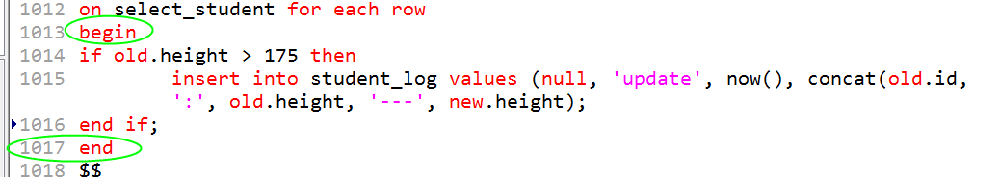 1012 on select_student for each row
1013 begin
1014 if old.height > 175 then
1015 insert into student_log values (null, 'update', now(), concat(old.id,
':', old.height, '---', new.height);
1016 end if;
1017 end
1018 $$